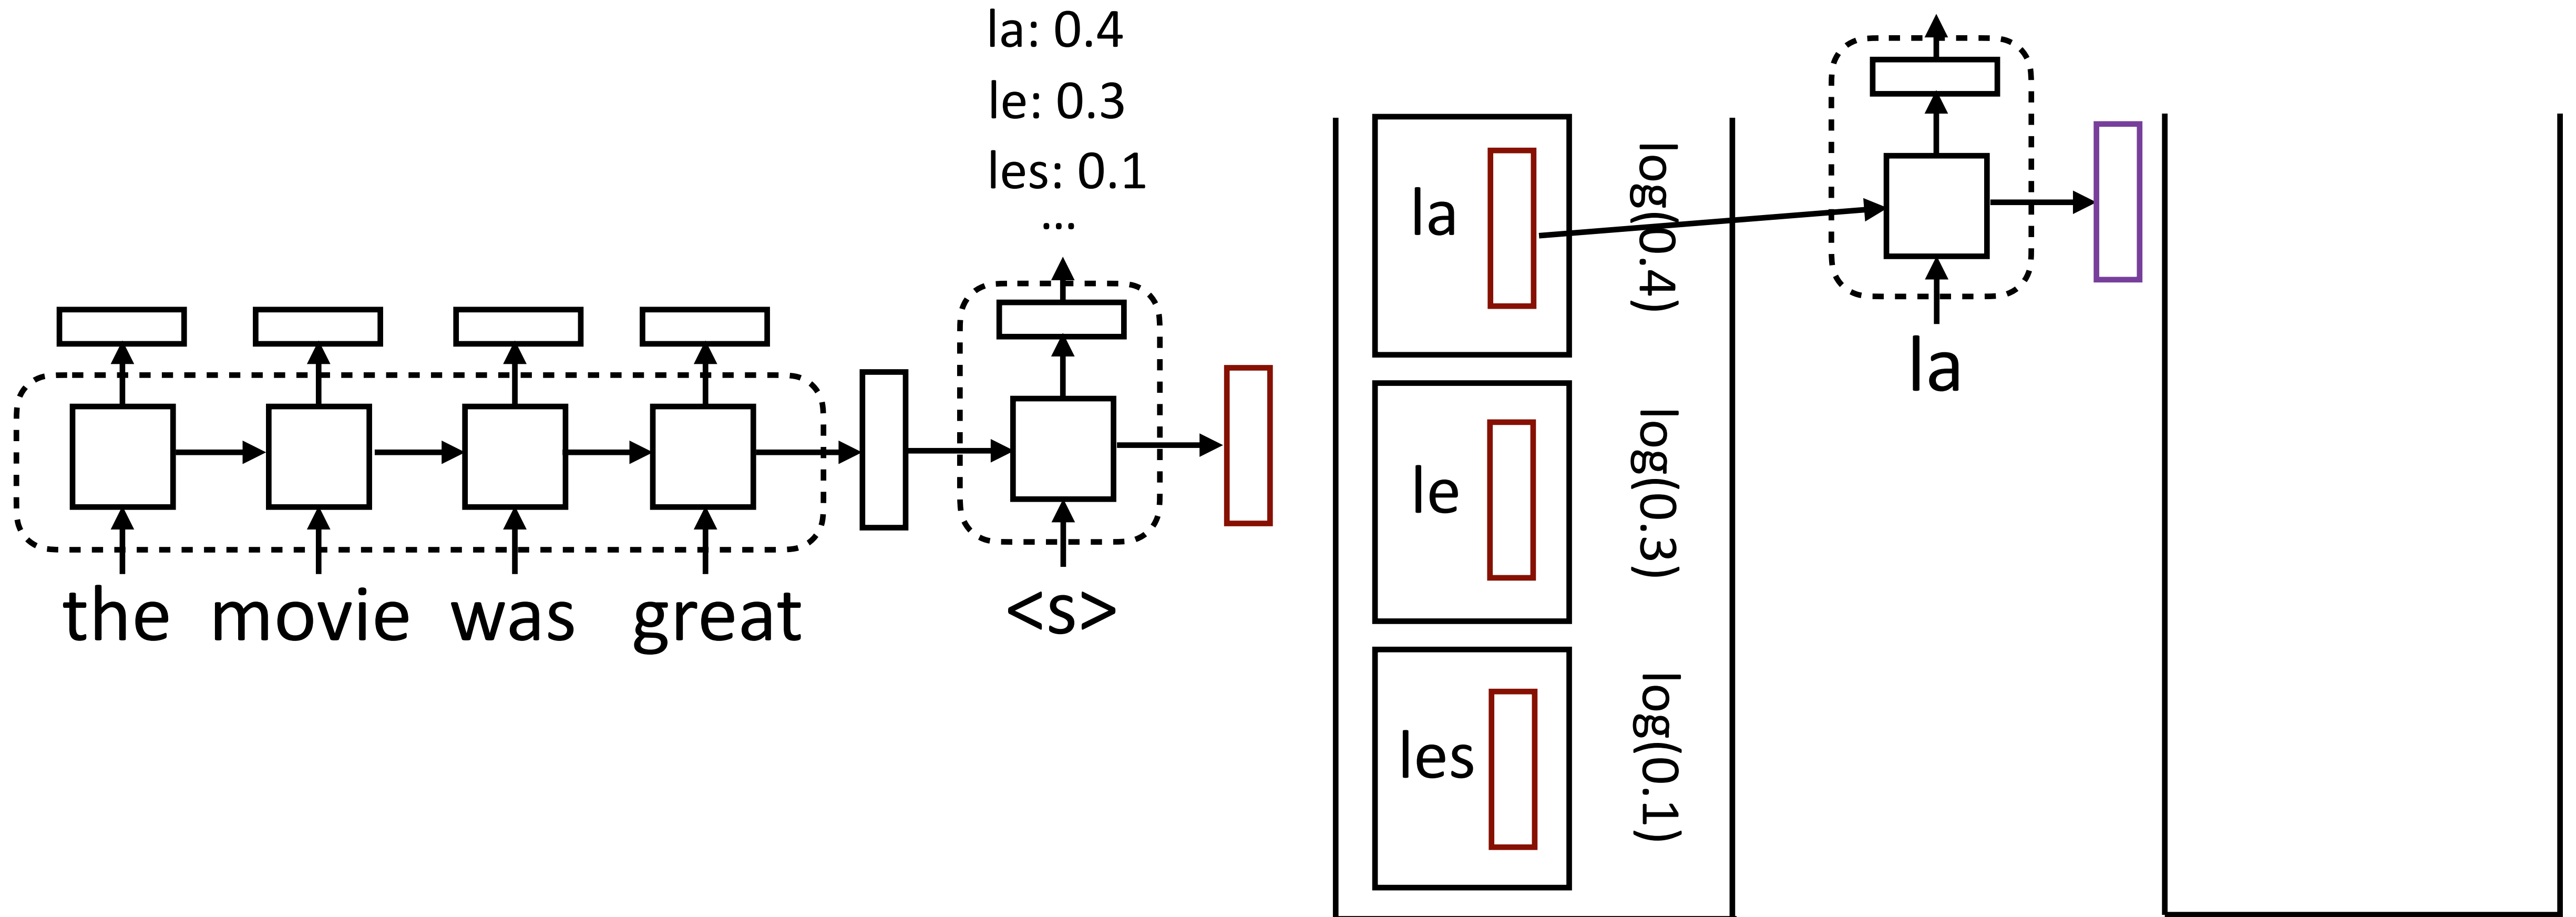 la: 0.4
le: 0.3
les: 0.1
...
the movie was great
<s>
la
log(0.4)
le
log(0.3)
les
log(0.1)
la